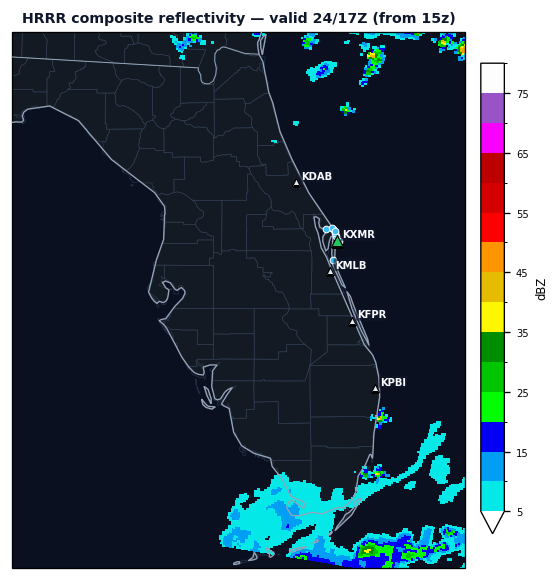 HRRR composite reflectivity — valid 24/17Z (from 15z)
KDAB
KXMR
KMLB
KFPR
KPBI
75
65
55
45
35
25
15
5
dBZ